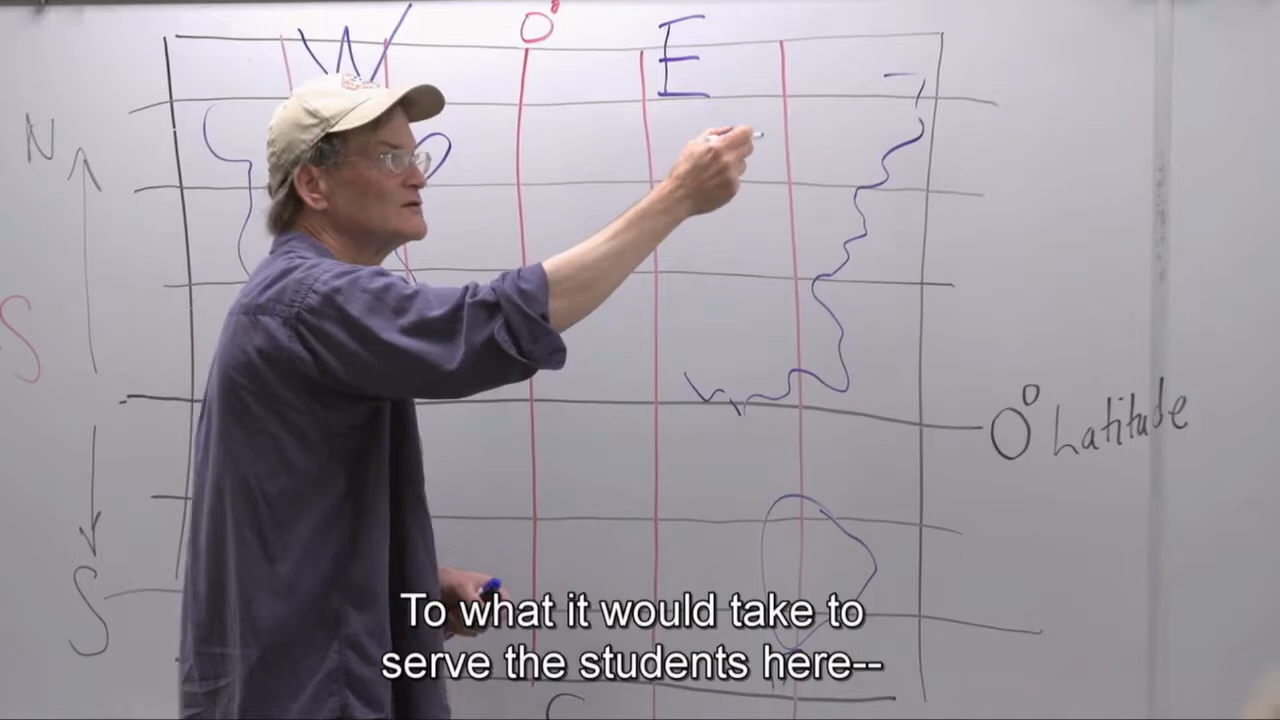 W
0°
E
N
S
0° Latitude
S
S
To what it would take to
serve the students here--